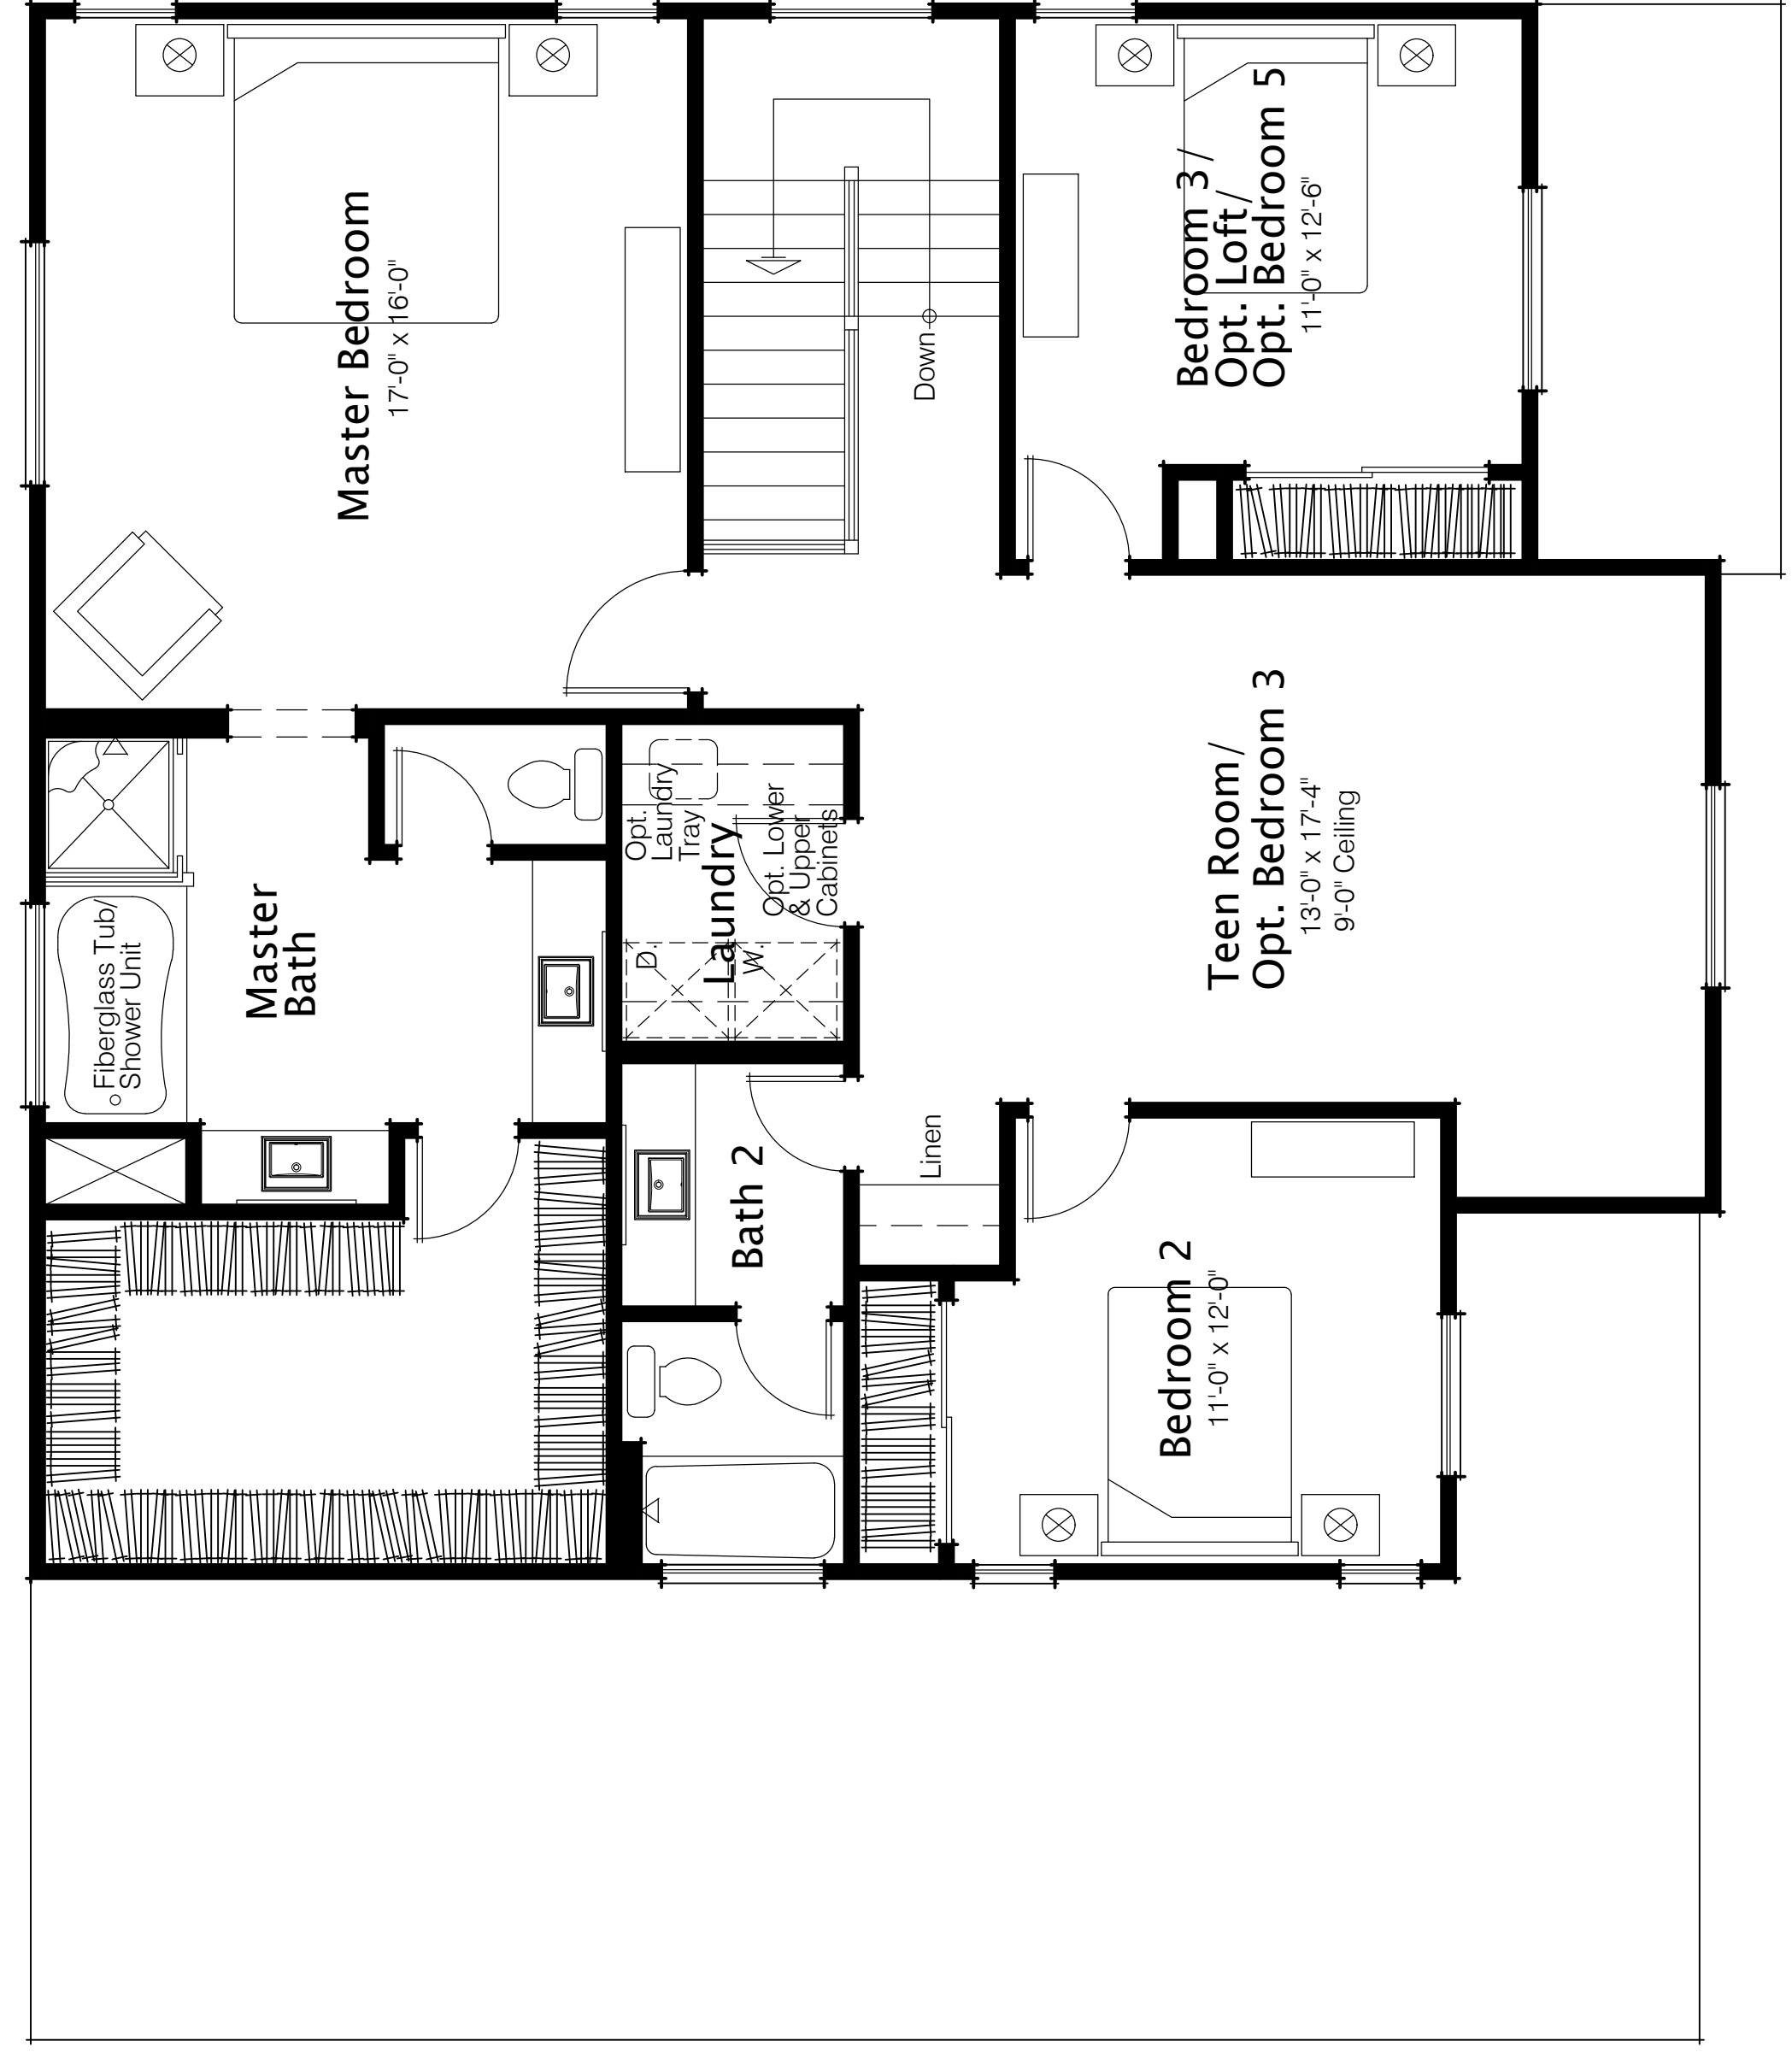 Master Bedroom
17'-0" x 16'-0"
Down
Bedroom 3 /
Opt. Loft/
Opt. Bedroom 5
11'-0" x 12'-6"
Master
Bath
Fiberglass Tub/
Shower Unit
Opt.
Laundry
Tray
Laundry
Opt. Lower
& Upper
Cabinets
D.
W.
Teen Room/
Opt. Bedroom 3
13'-0" x 17'-4"
9'-0" Ceiling
Bath 2
Linen
Bedroom 2
11'-0" x 12'-0"